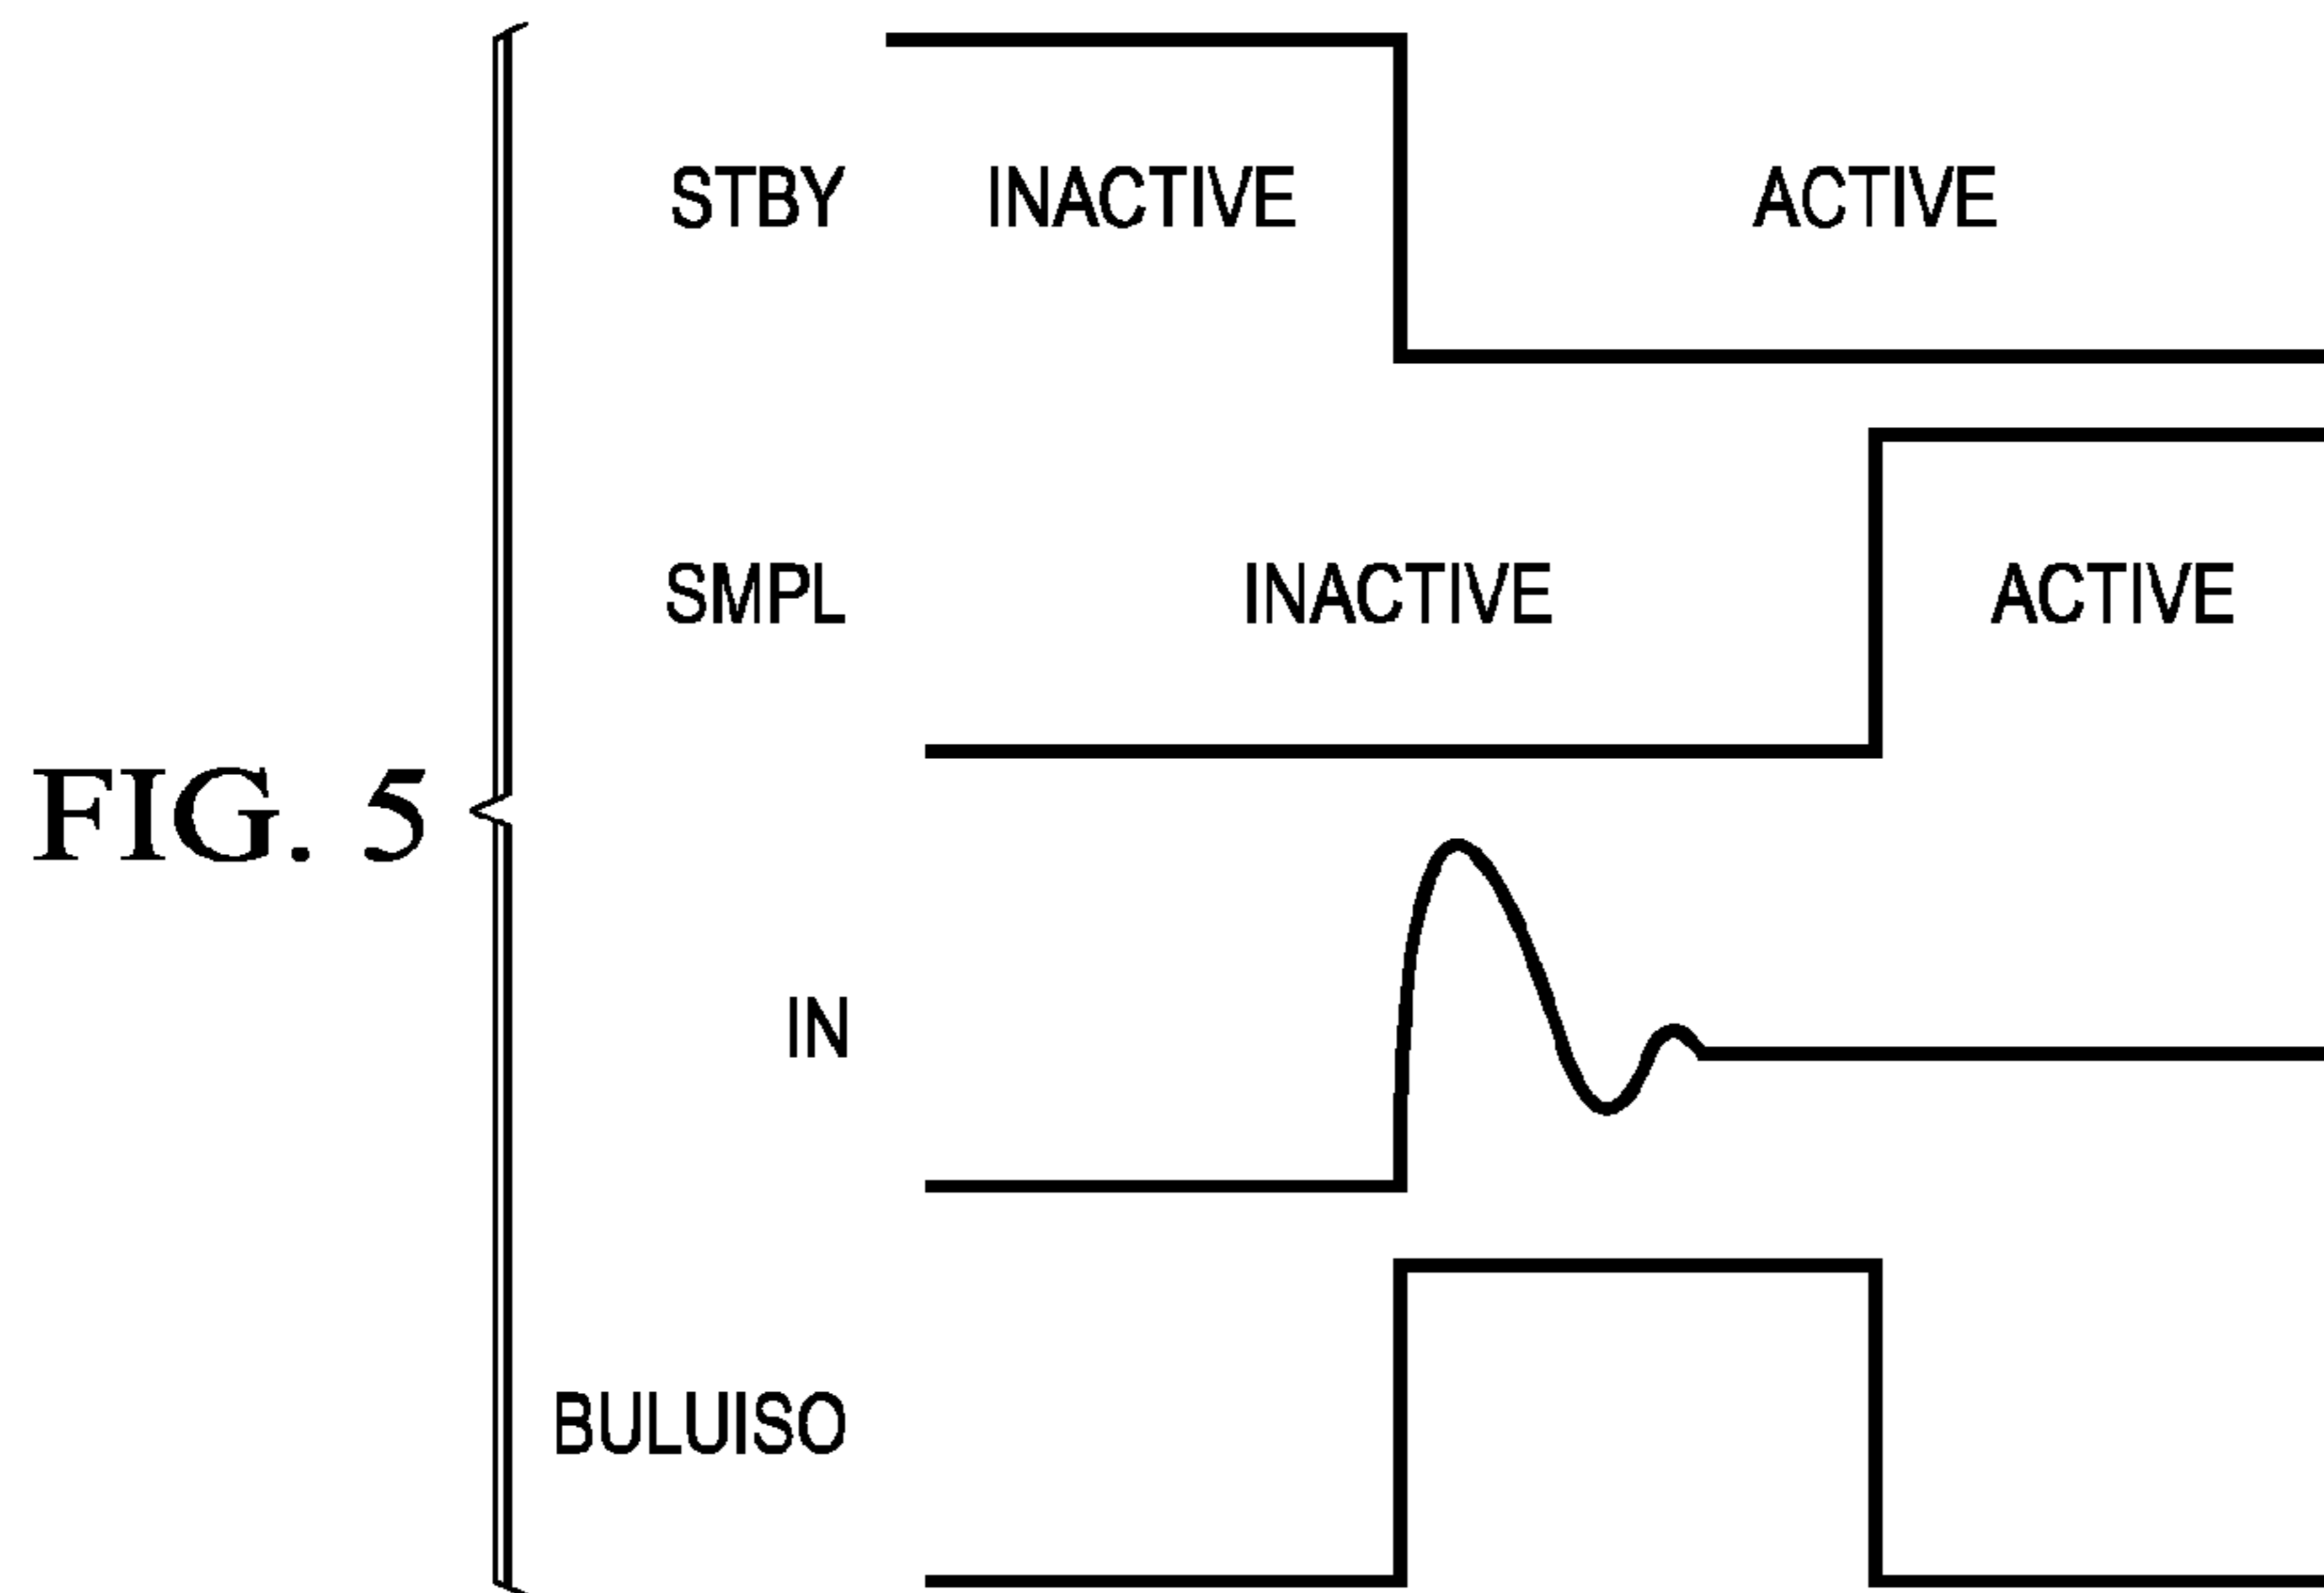 STBY INACTIVE ACTIVE
SMPL INACTIVE ACTIVE
FIG. 5
IN
BULUISO